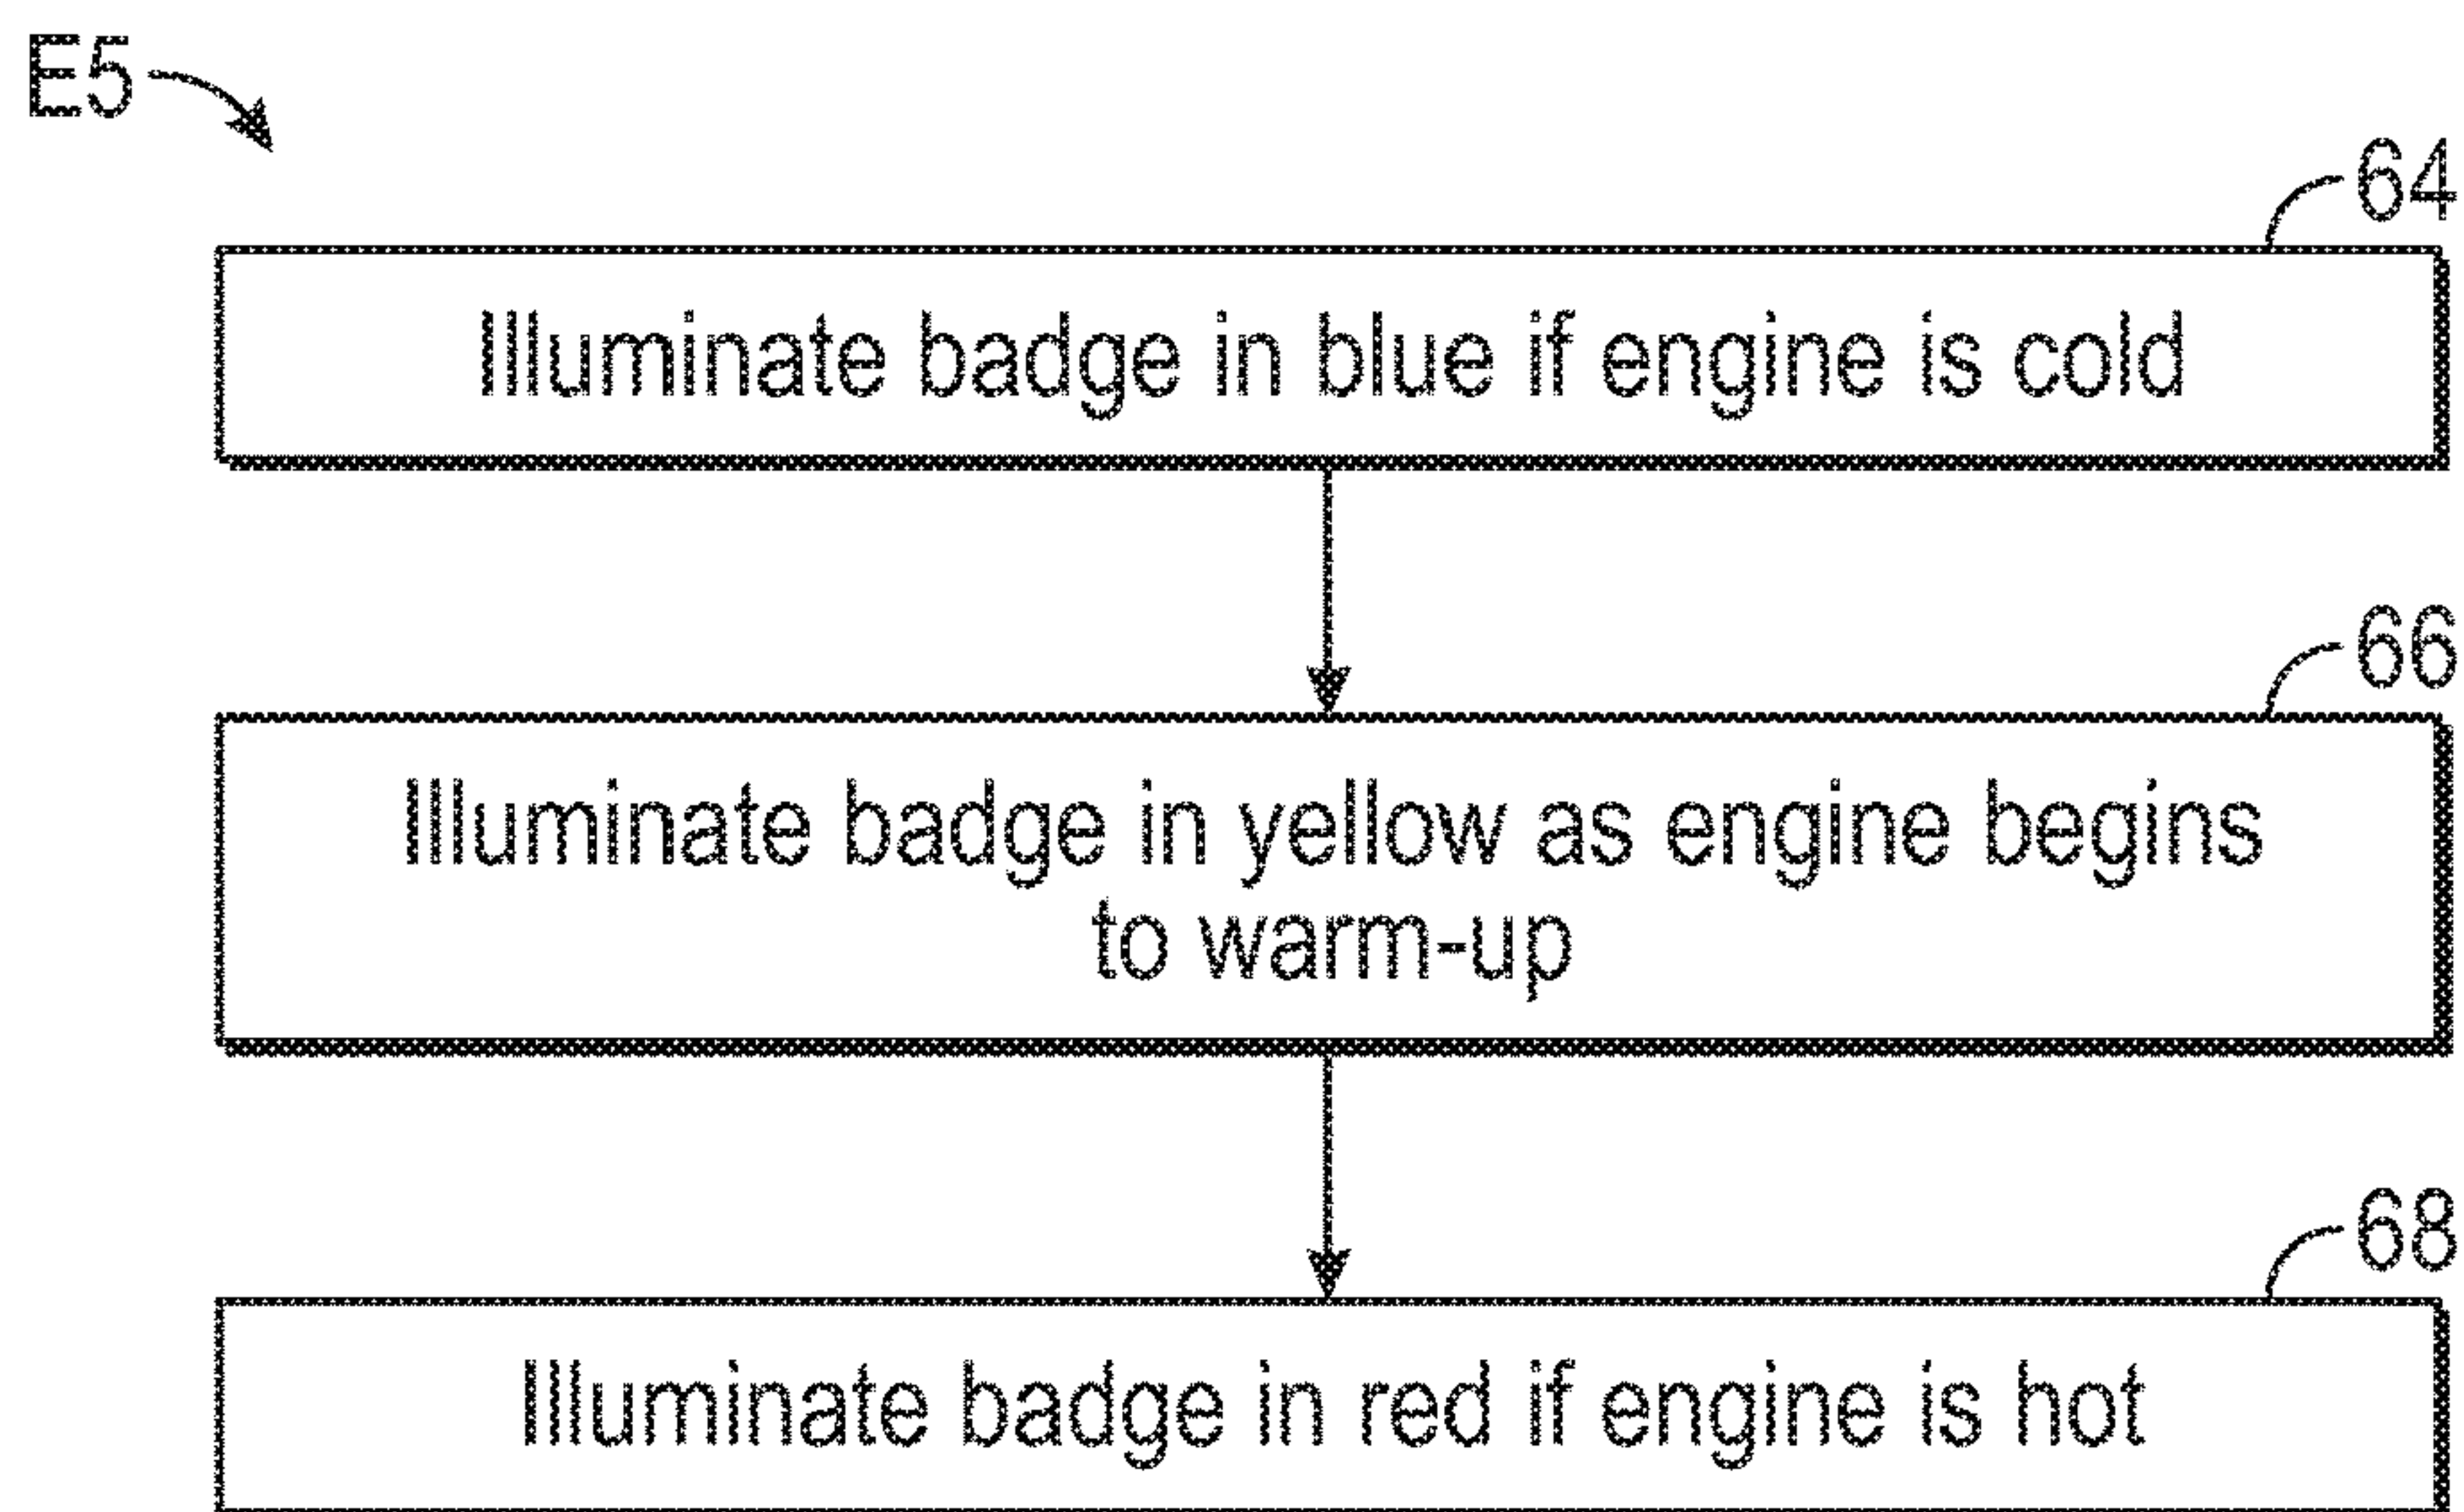 E5
64
Illuminate badge in blue if engine is cold
66
Illuminate badge in yellow as engine begins
to warm-up
68
Illuminate badge in red if engine is hot